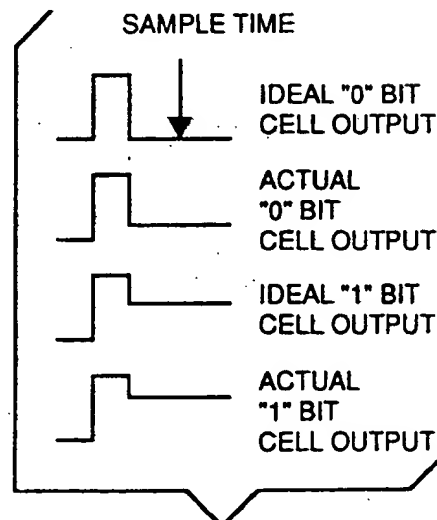 SAMPLE TIME
IDEAL "0" BIT
CELL OUTPUT
ACTUAL
"0" BIT
CELL OUTPUT
IDEAL "1" BIT
CELL OUTPUT
ACTUAL
"1" BIT
CELL OUTPUT